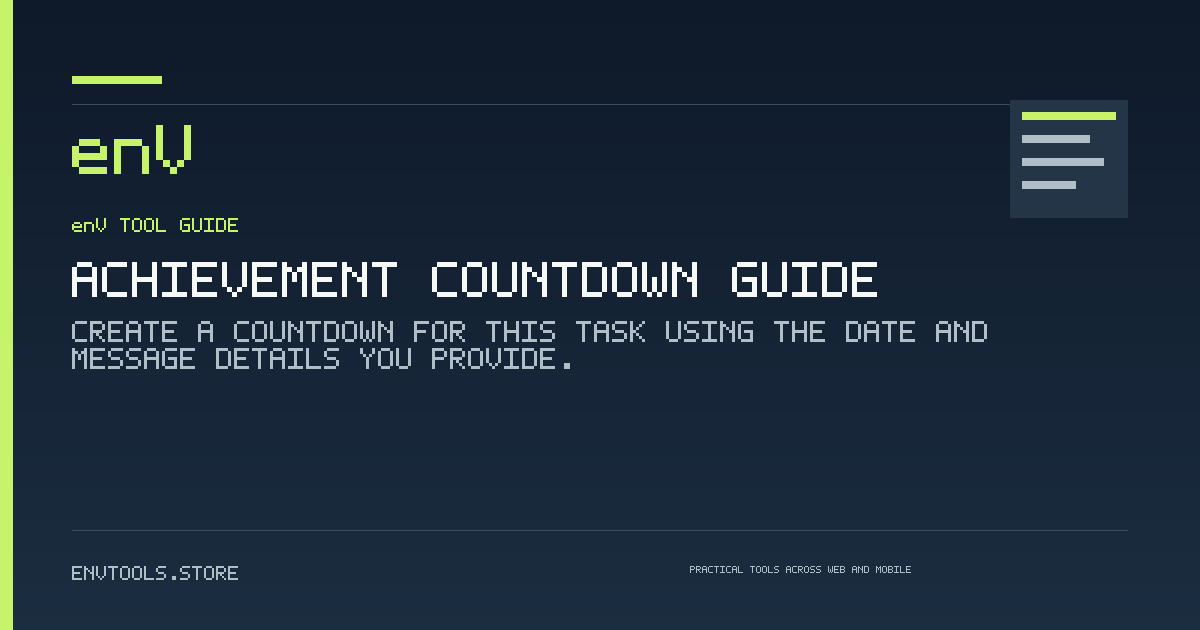 enV
enV TOOL GUIDE
ACHIEVEMENT COUNTDOWN GUIDE
CREATE A COUNTDOWN FOR THIS TASK USING THE DATE AND
MESSAGE DETAILS YOU PROVIDE.
ENVTOOLS.STORE
PRACTICAL TOOLS ACROSS WEB AND MOBILE